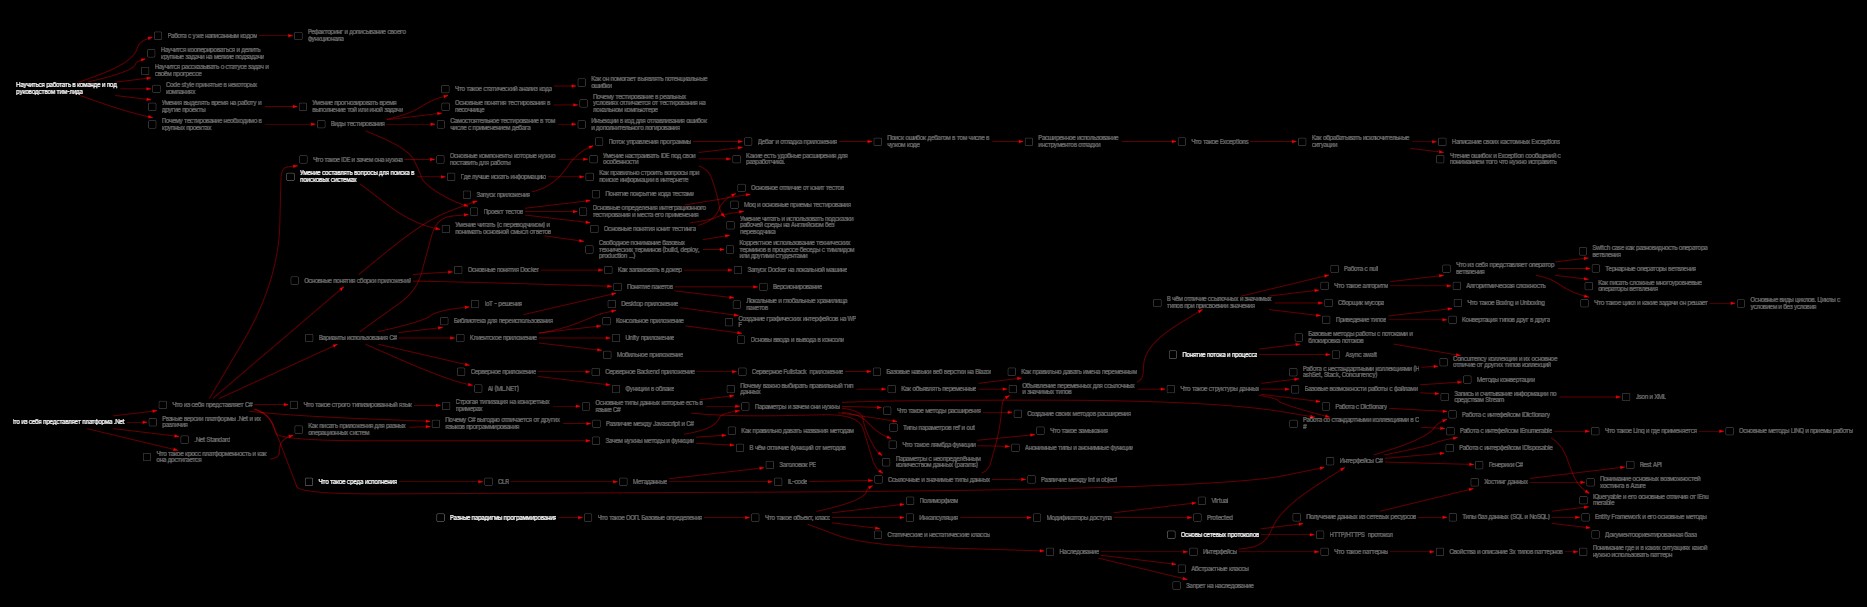 Работа с уже написанным кодом
Рефакторинг и дописывание своего
функционала
Научится кооперироваться и делить
крупные задачи на мелкие подзадачи
Научится рассказывать о статусе задач и
своём прогрессе
Научиться работать в команде и под
руководством тим-лида
Code style принятые в некоторых
компаниях
Умения выделять время на работу и
другие проекты
Умение прогнозировать время
выполнение той или иной задачи
Почему тестирование необходимо в
крупных проектах
Виды тестирования
Что такое статический анализ кода
Как он помогает выявлять потенциальные
ошибки
Основные понятия тестирования в
песочнице
Почему тестирование в реальных
условиях отличается от тестирования на
локальном компьютере
Самостоятельное тестирование в том
числе с применением дебага
Инъекции в код для отлавливания ошибок
и дополнительного логирования
Поток управления программы
Дебаг и отладка приложения
Поиск ошибок дебагом в том числе в
чужом коде
Расширенное использование
инструментов отладки
Что такое Exceptions
Как обрабатывать исключительные
ситуации
Написание своих кастомных Exceptions
Чтение ошибок и Exception сообщений с
пониманием того что нужно исправить
Что такое IDE и зачем она нужна
Основные компоненты которые нужно
поставить для работы
Умение настраивать IDE под свои
особенности
Какие есть удобные расширения для
разработчика.
Умение составлять вопросы для поиска в
поисковых системах
Где лучше искать информацию
Как правильно строить вопросы при
поиске информации в интернете
Запуск приложения
Понятие покрытие кода тестами
Основное отличие от юнит тестов
Проект тестов
Основные определения интеграционного
тестирования и места его применения
Moq и основные приемы тестирования
Умение читать (с переводчиком) и
понимать основной смысл ответов
Основные понятия юнит тестинга
Умение читать и использовать подсказки
рабочей среды на Английском без
переводчика
Свободное понимание базовых
технических терминов (build, deploy,
production ...)
Корректное использование технических
терминов в процессе беседы с тимлидом
или другими студентами
Основные понятия сборки приложений
Основные понятия Docker
Как запаковать в докер
Запуск Docker на локальной машине
Понятие пакетов
Версионирование
IoT – решения
Desktop приложение
Локальные и глобальные хранилища
пакетов
Библиотека для переиспользования
Консольное приложение
Создание графических интерфейсов на WP
F
Варианты использования C#
Клиентское приложение
Unity приложение
Основы ввода и вывода в консоли
Мобильное приложение
Серверное приложение
Серверное Backend приложение
Серверное Fullstack приложение
Базовые навыки веб верстки на Blazor
Как правильно давать имена переменным
AI (ML.NET)
Функции в облаке
Почему важно выбирать правильный тип
данных
Как объявлять переменные
Объявление переменных для ссылочных
и значимых типов
Что такое структуры данных
Что из себя представляет C#
Что такое строго типизированный язык
Строгая типизация на конкретных
примерах
Основные типы данных которые есть в
языке C#
Параметры и зачем они нужны
Что такое методы расширения
Создание своих методов расширения
что из себя представляет платформа .Net
Разные версии платформы .Net и их
различия
Как писать приложения для разных
операционных систем
Почему C# выгодно отличается от других
языков программирования
Различие между Javascript и C#
Как правильно давать названия методам
Типы параметров ref и out
Что такое замыкания
.Net Standard
Зачем нужны методы и функции
В чём отличие функций от методов
Что такое лямбда функции
Анонимные типы и анонимные функции
Что такое кросс платформенность и как
она достигается
Заголовок PE
Параметры с неопределённым
количеством данных (params)
Что такое среда исполнения
CLR
Метаданные
IL-code
Ссылочные и значимые типы данных
Различие между int и object
Разные парадигмы программирования
Что такое ООП. Базовые определения
Что такое объект, класс
Полиморфизм
Инкапсуляция
Модификаторы доступа
Virtual
Protected
Статические и нестатические классы
Наследование
Интерфейсы
Абстрактные классы
Запрет на наследование
В чём отличие ссылочных и значимых
типов при присвоении значения
Работа с null
Что из себя представляет оператор
ветвления
Switch case как разновидность оператора
ветвления
Тернарные операторы ветвления
Что такое алгоритм
Алгоритмическая сложность
Как писать сложные многоуровневые
операторы ветвления
Сборщик мусора
Что такое Boxing и Unboxing
Что такое цикл и какие задачи он решает
Основные виды циклов. Циклы с
условием и без условия
Приведение типов
Конвертация типов друг в друга
Понятие потока и процесса
Базовые методы работы с потоками и
блокировка потоков
Async await
Concurrency коллекции и их основное
отличие от других типов коллекций
Работа с нестандартными коллекциями (H
ashSet, Stack, Concurrency)
Методы конвертации
Базовые возможности работы с файлами
Запись и считывание информации по
средствам Stream
Json и XML
Работа с Dictionary
Работа с интерфейсом IDictionary
Работа со стандартными коллекциями в C
#
Работа с интефейсом IEnumerable
Что такое Linq и где применяется
Основные методы LINQ и приемы работы
Работа с интерфейсом IDisposable
Интерфейсы C#
Генерики C#
Rest API
Хостинг данных
Понимание основных возможностей
хостинга в Azure
IQueryable и его основные отличия от IEnu
merable
Получение данных из сетевых ресурсов
Типы баз данных (SQL и NoSQL)
Entity Framework и его основные методы
Основы сетевых протоколов
HTTP/HTTPS протокол
Документоориентированная база
Что такое паттерны
Свойства и описание 3х типов паттернов
Понимание где и в каких ситуациях какой
нужно использовать паттерн